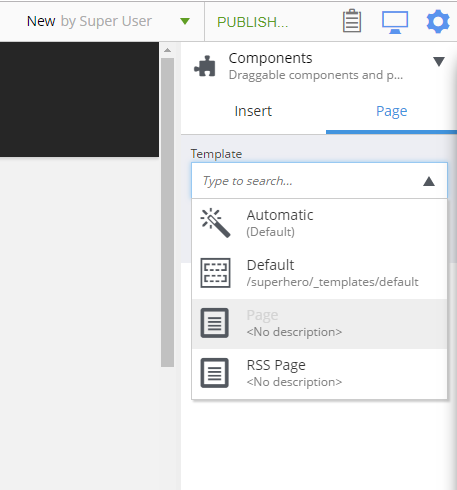 New by Super User
PUBLISH...
Components
Draggable components and p...
Insert
Page
Template
Type to search...
Automatic
(Default)
Default
/superhero/_templates/default
Page
<No description>
RSS Page
<No description>